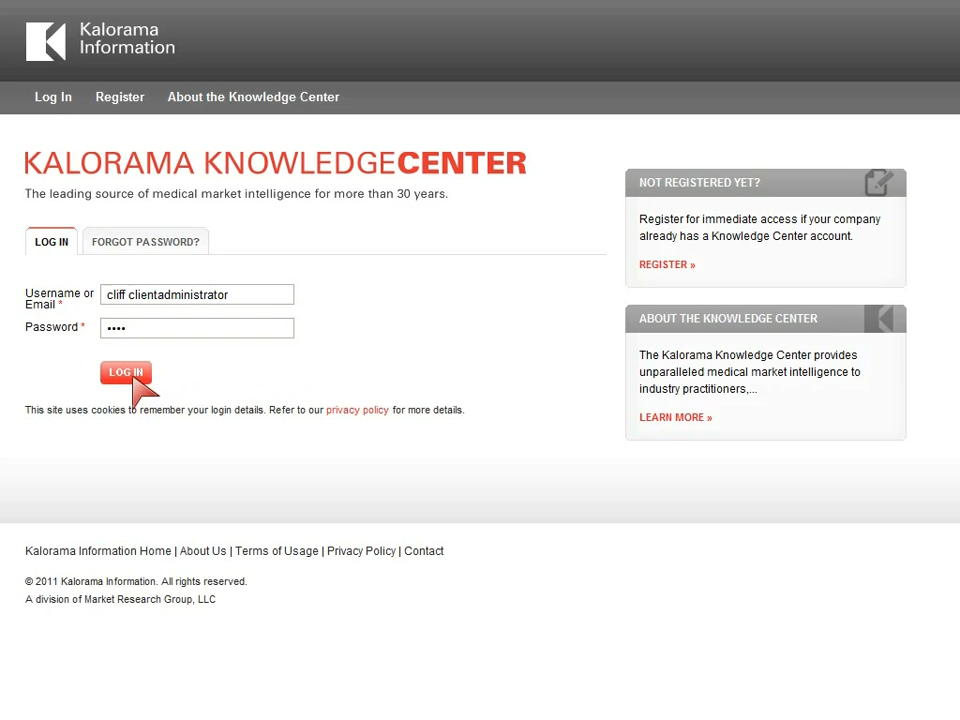 Kalorama
Information
Log In Register About the Knowledge Center
KALORAMA KNOWLEDGECENTER
The leading source of medical market intelligence for more than 30 years.
LOG IN FORGOT PASSWORD?
Username or
Email *
cliff clientadministrator
Password *
••••
LOG IN
This site uses cookies to remember your login details. Refer to our privacy policy for more details.
NOT REGISTERED YET?
Register for immediate access if your company
already has a Knowledge Center account.
REGISTER »
ABOUT THE KNOWLEDGE CENTER
The Kalorama Knowledge Center provides
unparalleled medical market intelligence to
industry practitioners,...
LEARN MORE »
Kalorama Information Home | About Us | Terms of Usage | Privacy Policy | Contact
© 2011 Kalorama Information. All rights reserved.
A division of Market Research Group, LLC